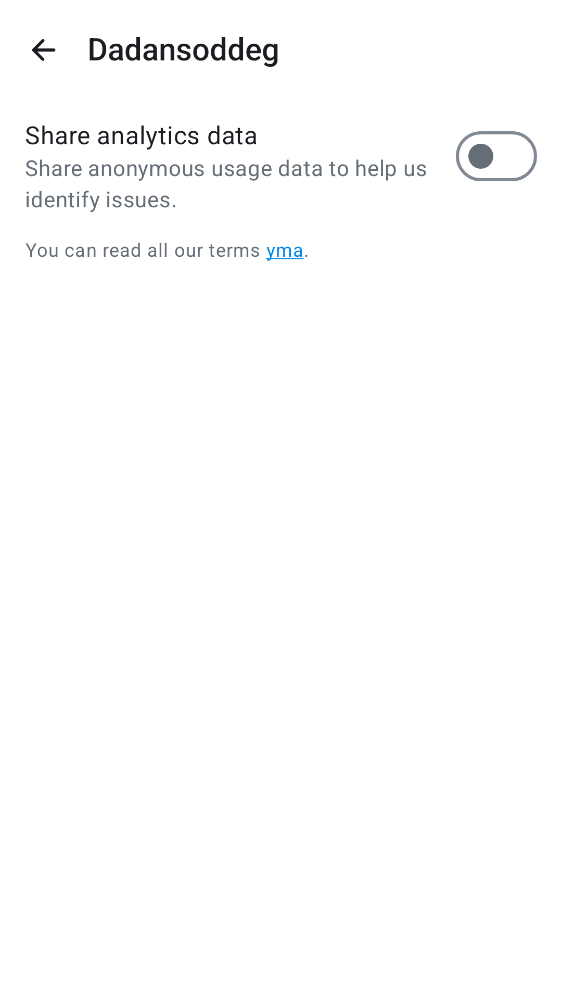 Dadansoddeg
Share analytics data
Share anonymous usage data to help us
identify issues.
You can read all our terms yma.